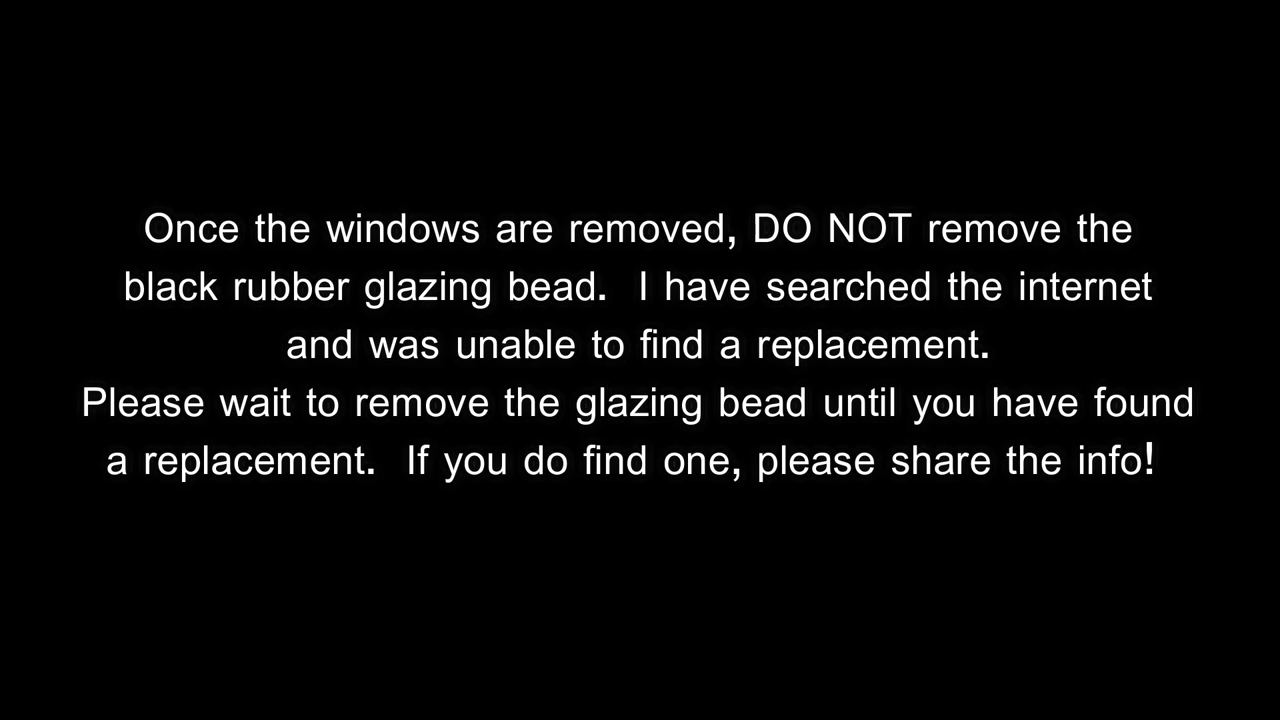 Once the windows are removed, DO NOT remove the
black rubber glazing bead.  I have searched the internet
and was unable to find a replacement.
Please wait to remove the glazing bead until you have found
a replacement.  If you do find one, please share the info!